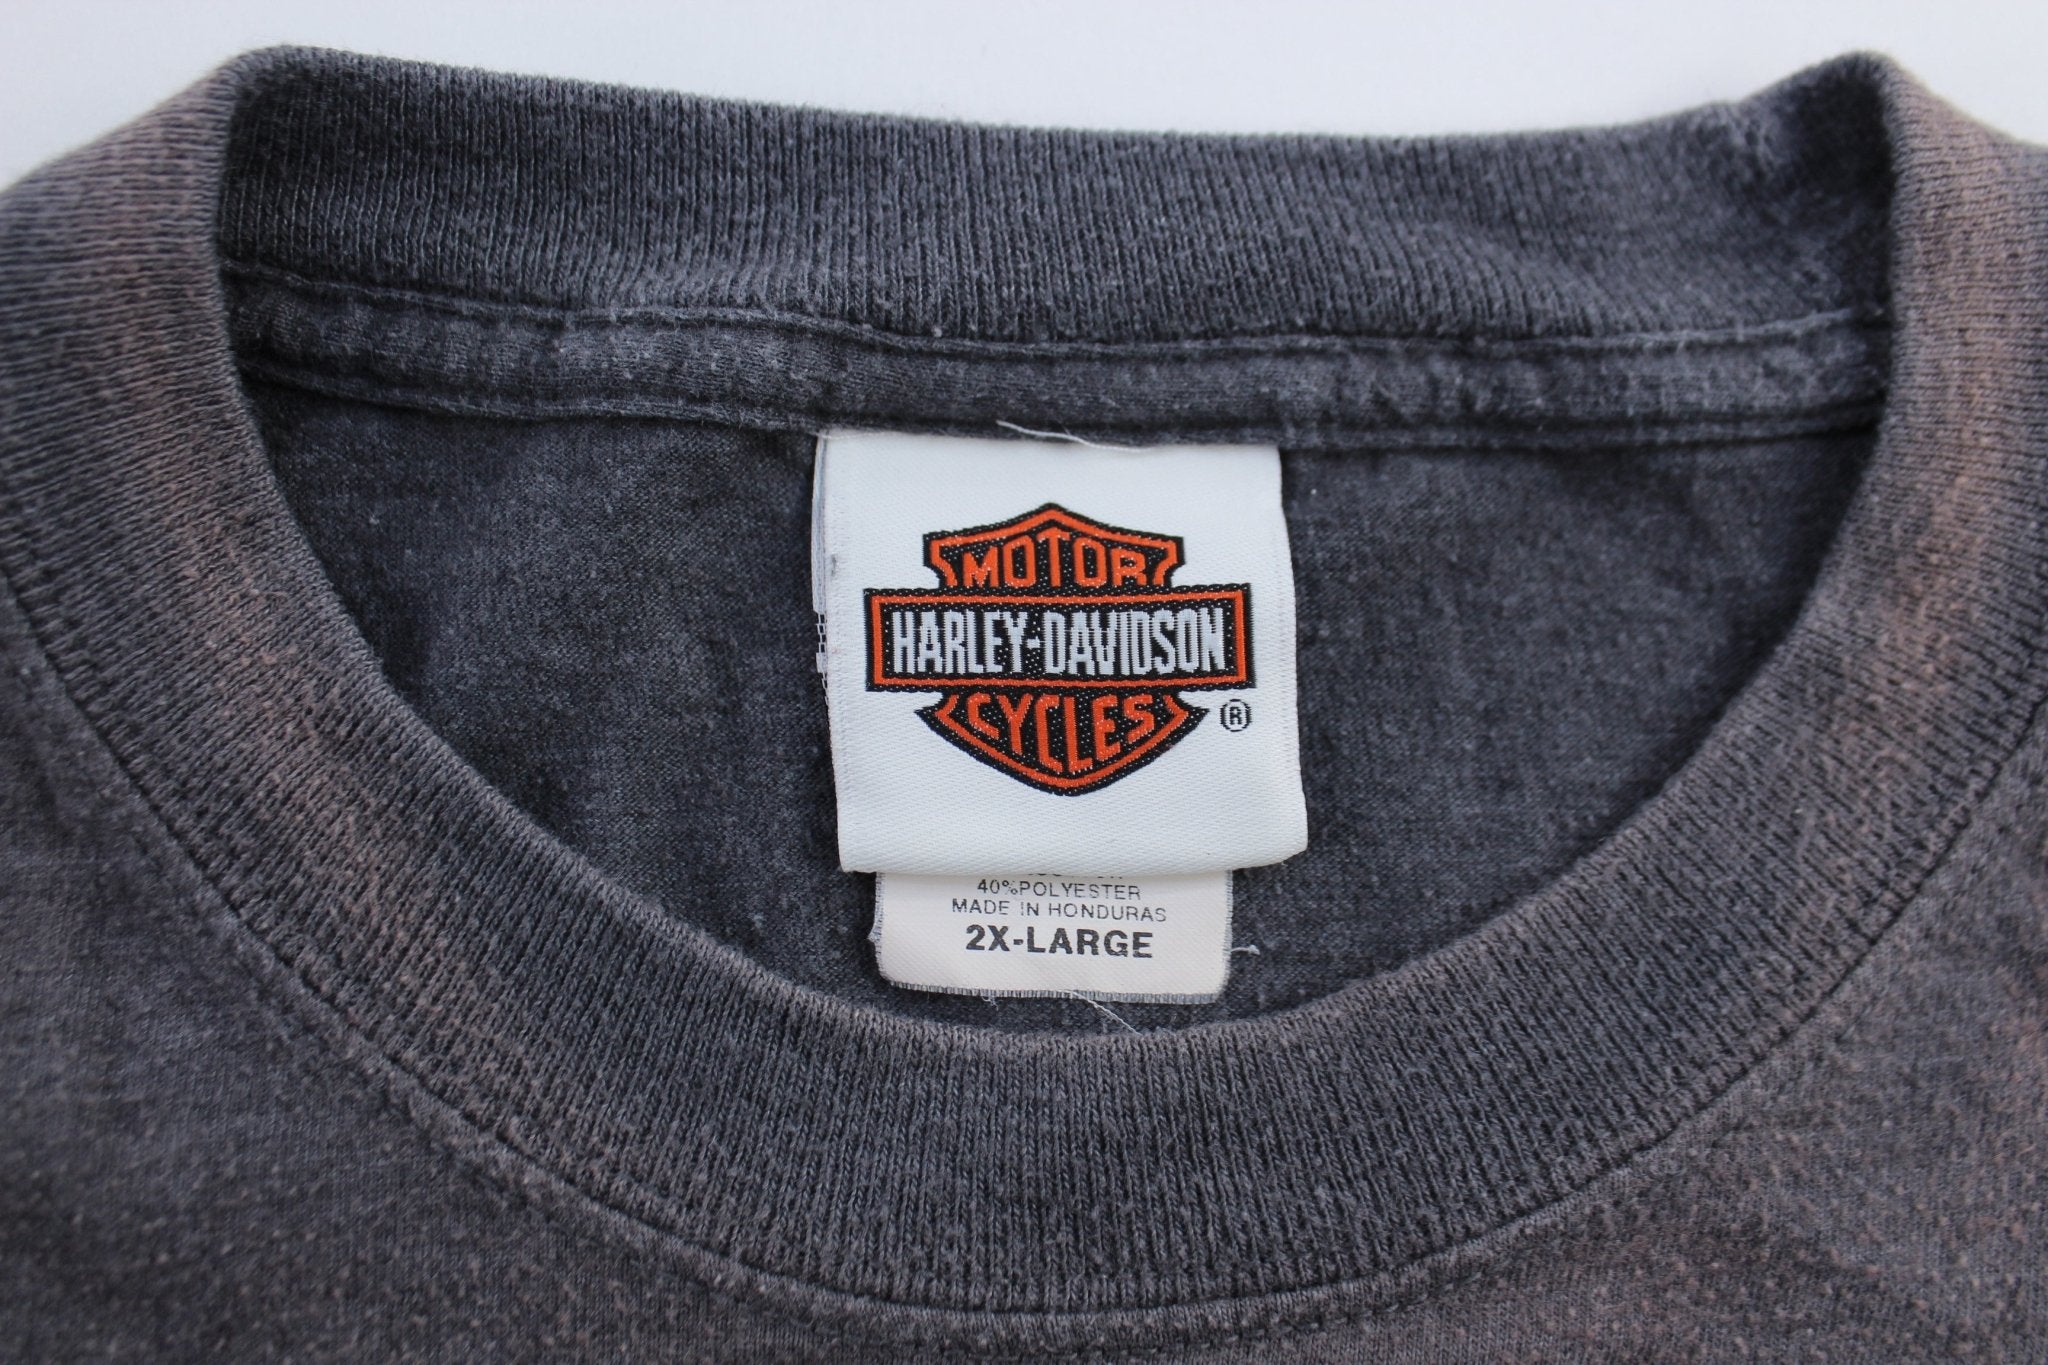 MOTOR
HARLEY-DAVIDSON
CYCLES
®
40%POLYESTER
MADE IN HONDURAS
2X-LARGE